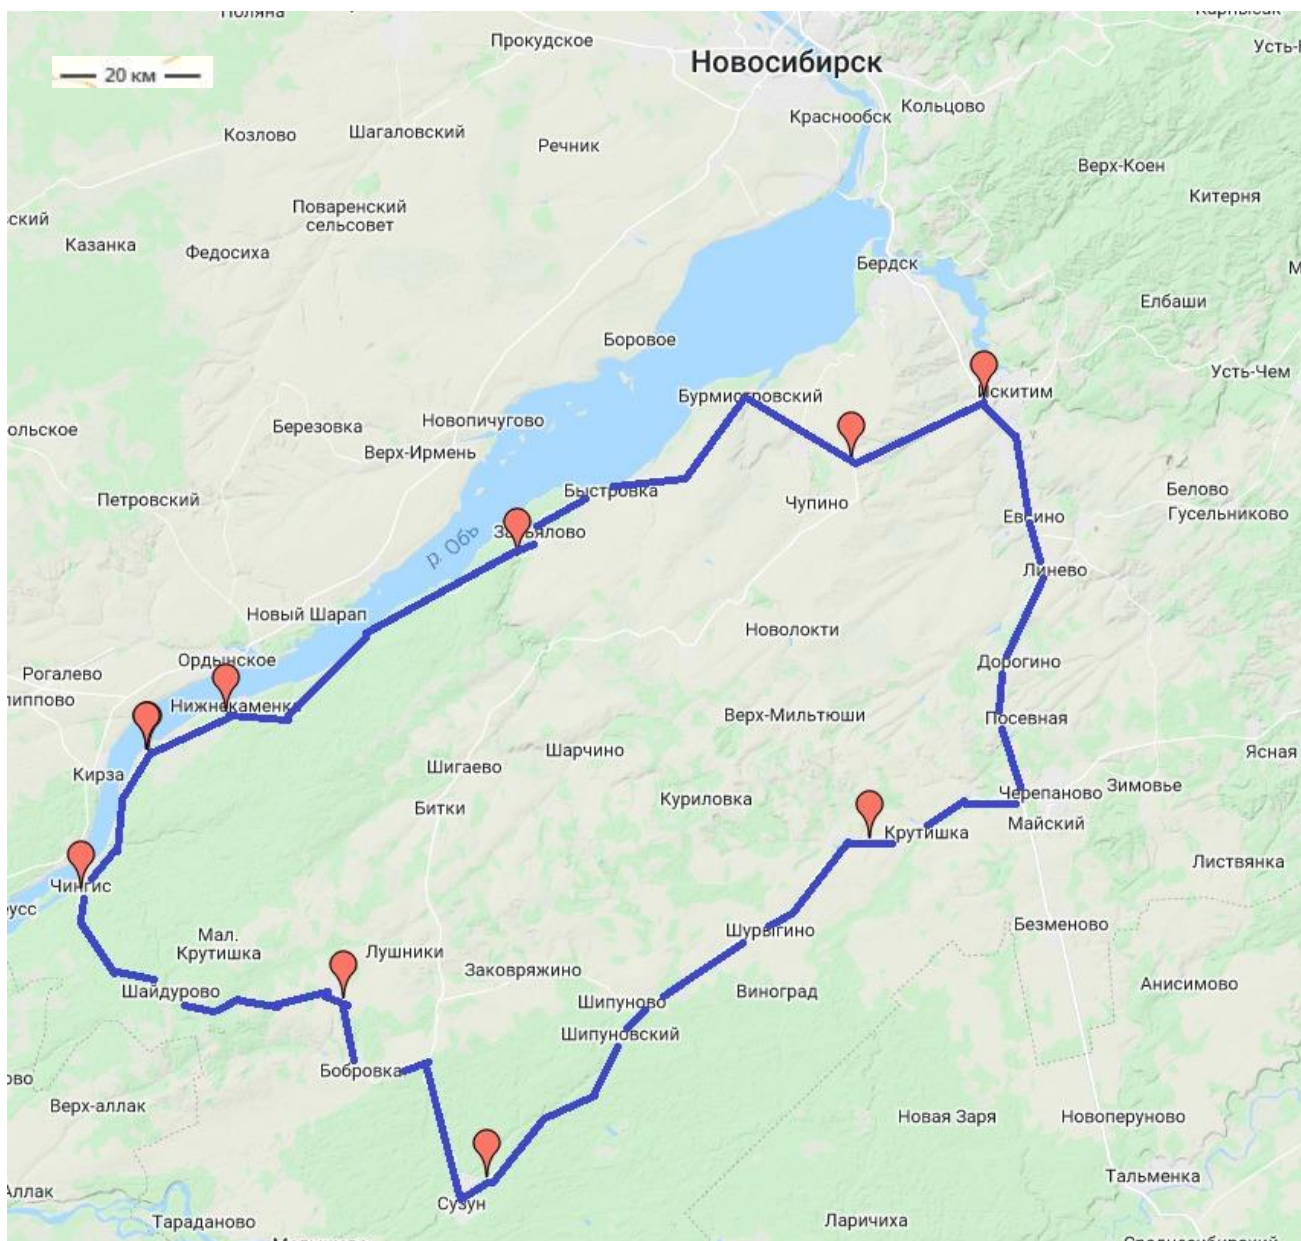 Поляна
Прокудское
Новосибирск
20 км
Краснообск
Кольцово
Козлово
Шагаловский
Речник
Верх-Коен
Китерня
Поваренский
сельсовет
Казанка
Федосиха
Бердск
Елбаши
Боровое
Усть-Чем
Искитим
Бурмистровский
Новопичугово
Березовка
Верх-Ирмень
Петровский
Быстровка
Чупино
Белово
Гусельниково
Евсино
Завьялово
р. Обь
Линево
Новый Шарап
Новолокти
Ордынское
Дорогино
Рогалево
Нижнекаменка
Верх-Мильтюши
Посевная
Шарчино
Ясная
Кирза
Шигаево
Битки
Куриловка
Черепаново
Зимовье
Майский
Крутишка
Листвянка
Чингис
Безменово
Шурыгино
Мал.
Крутишка
Лушники
Заковряжино
Шайдурово
Шипуново
Виноград
Анисимово
Шипуновский
Бобровка
Верх-аллак
Новая Заря
Новоперуново
Тальменка
Аллак
Сузун
Тараданово
Ларичиха